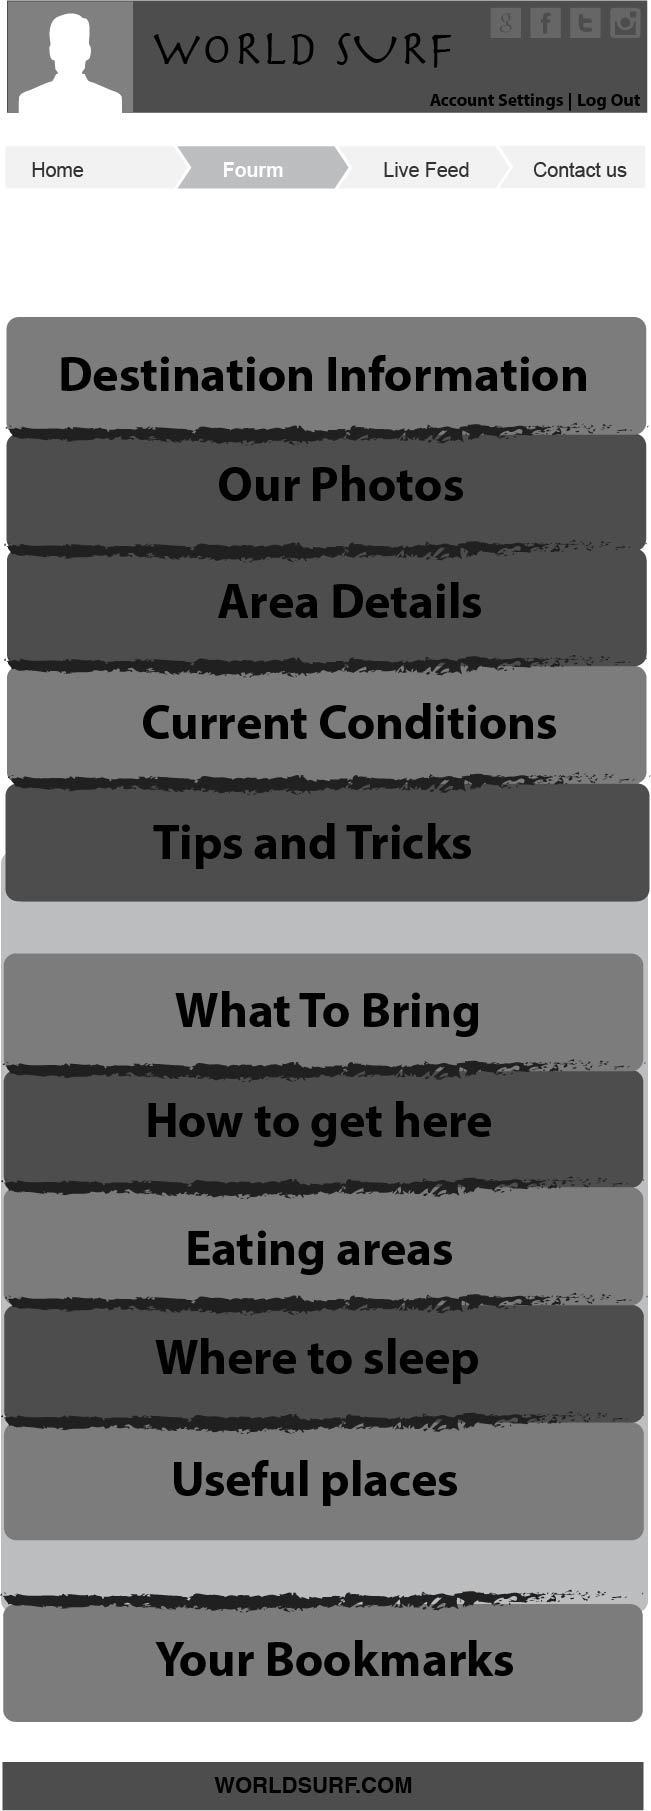 WORLD SURF
Account Settings | Log Out
Home
Fourm
Live Feed
Contact us
Destination Information
Our Photos
Area Details
Current Conditions
Tips and Tricks
What To Bring
How to get here
Eating areas
Where to sleep
Useful places
Your Bookmarks
WORLDSURF.COM